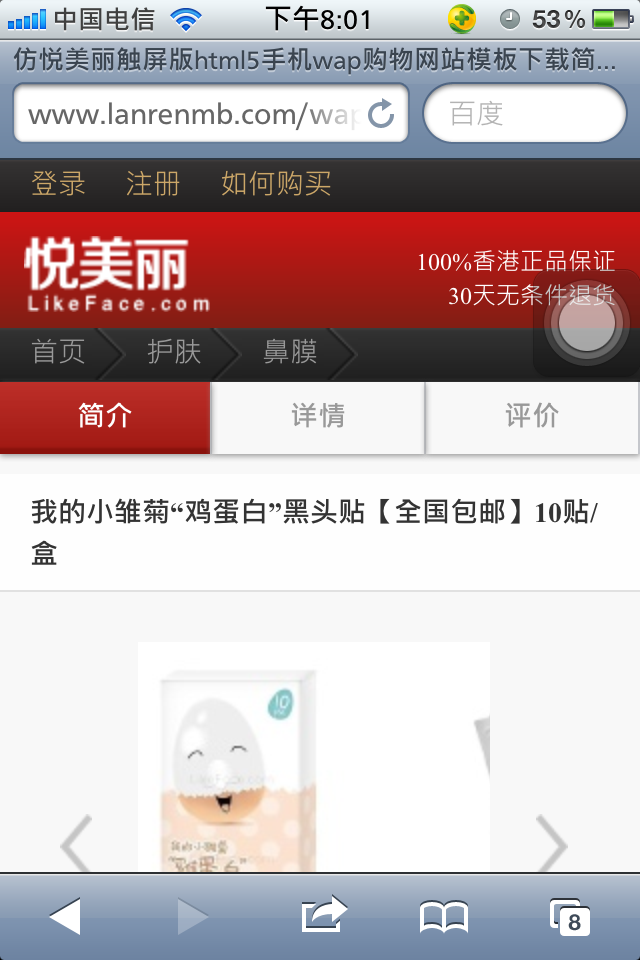 中国电信
下午8:01
53%
仿悦美丽触屏版html5手机wap购物网站模板下载简...
www.lanrenmb.com/wap
百度
登录 注册 如何购买
悦美丽
LikeFace.com
100%香港正品保证
30天无条件退货
首页 护肤 鼻膜
简介 详情 评价
我的小雏菊“鸡蛋白”黑头贴【全国包邮】10贴/
盒
10
LikeFace.com
我的·小雏菊
8